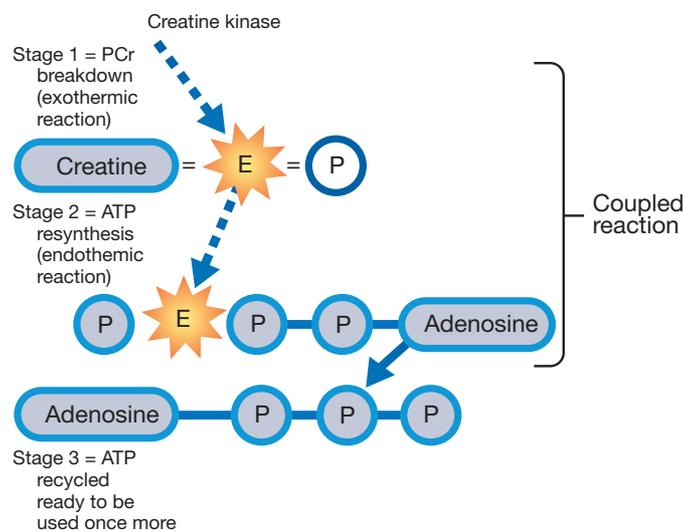 Creatine kinase
Stage 1 = PCr
breakdown
(exothermic
reaction)
Creatine = E = P
Stage 2 = ATP
resynthesis
(endothemic
reaction)
Coupled
reaction
P E P P Adenosine
Adenosine P P P
Stage 3 = ATP
recycled
ready to be
used once more